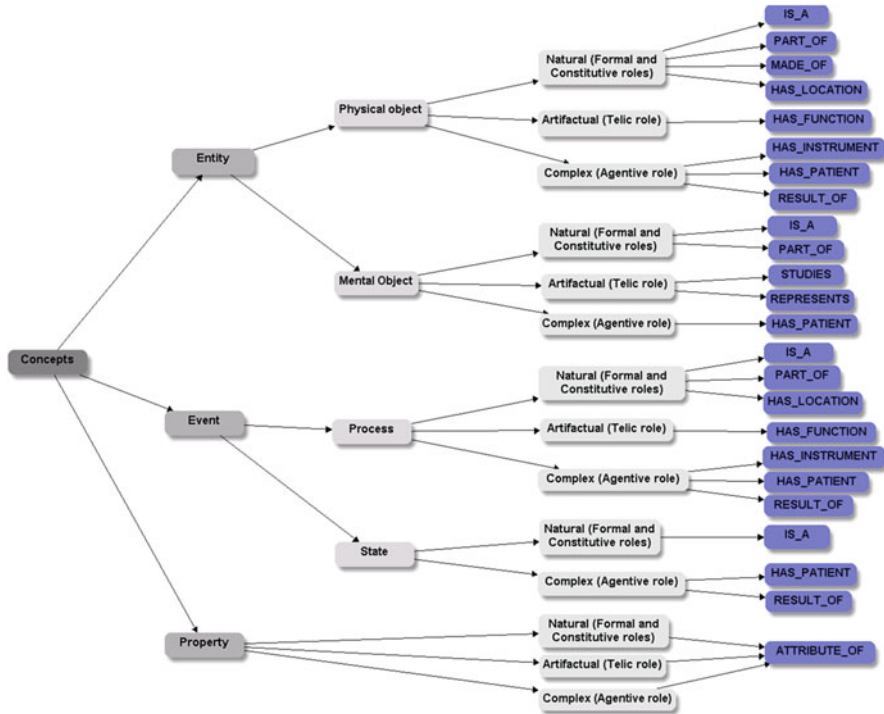 Concepts
Entity
Physical object
Natural (Formal and
Constitutive roles)
IS_A
PART_OF
MADE_OF
HAS_LOCATION
Artifactual (Telic role)
HAS_FUNCTION
Complex (Agentive role)
HAS_INSTRUMENT
HAS_PATIENT
RESULT_OF
Mental Object
Natural (Formal and
Constitutive roles)
IS_A
PART_OF
Artifactual (Telic role)
STUDIES
REPRESENTS
Complex (Agentive role)
HAS_PATIENT
Event
Process
Natural (Formal and
Constitutive roles)
IS_A
PART_OF
HAS_LOCATION
Artifactual (Telic role)
HAS_FUNCTION
Complex (Agentive role)
HAS_INSTRUMENT
HAS_PATIENT
RESULT_OF
State
Natural (Formal and
Constitutive roles)
IS_A
Complex (Agentive role)
HAS_PATIENT
RESULT_OF
Property
Natural (Formal and
Constitutive roles)
Artifactual (Telic role)
Complex (Agentive role)
ATTRIBUTE_OF